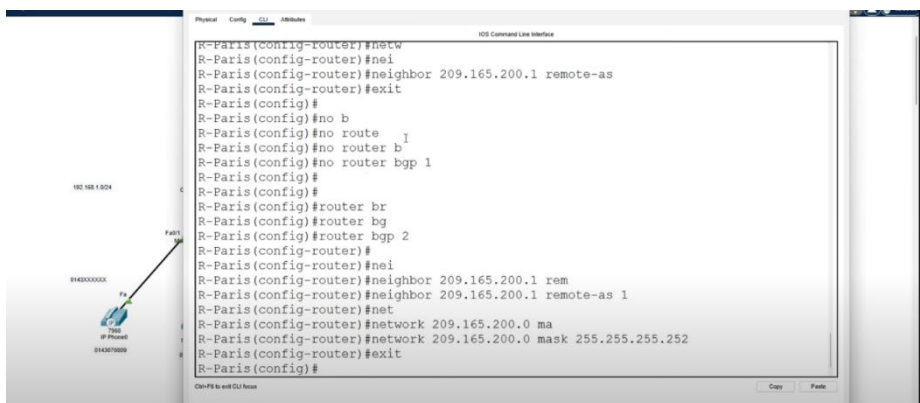 Physical Config CLI Attributes
IOS Command Line Interface
R-Paris(config-router)#netw
R-Paris(config-router)#nei
R-Paris(config-router)#neighbor 209.165.200.1 remote-as
R-Paris(config-router)#exit
R-Paris(config)#
R-Paris(config)#no b
R-Paris(config)#no route
R-Paris(config)#no router b
R-Paris(config)#no router bgp 1
R-Paris(config)#
R-Paris(config)#
R-Paris(config)#router br
R-Paris(config)#router bg
R-Paris(config)#router bgp 2
R-Paris(config-router)#
R-Paris(config-router)#nei
R-Paris(config-router)#neighbor 209.165.200.1 rem
R-Paris(config-router)#neighbor 209.165.200.1 remote-as 1
R-Paris(config-router)#net
R-Paris(config-router)#network 209.165.200.0 ma
R-Paris(config-router)#network 209.165.200.0 mask 255.255.255.252
R-Paris(config-router)#exit
R-Paris(config)#
Ctrl+F6 to exit CLI focus
Copy Paste
192.168.1.0/24
Fa0/1
0143XXXXXX
Fa
IP
7960
IP Phone0